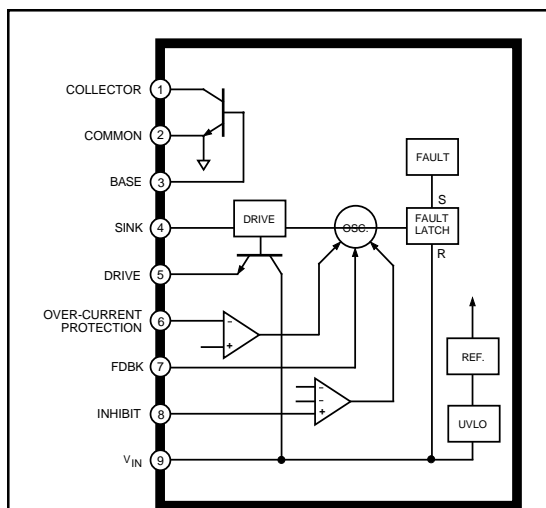 COLLECTOR
1
COMMON
2
BASE
3
SINK
4
DRIVE
5
OVER-CURRENT
PROTECTION
6
FDBK
7
INHIBIT
8
VIN
9
DRIVE
OSC.
FAULT
S
FAULT
LATCH
R
REF.
UVLO
–
+
–
–
+